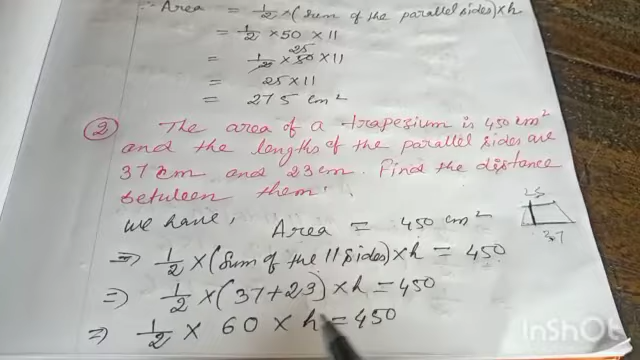 ∴ Area = 1/2 × (Sum of the parallel sides) × h
= 1/2 × 50 × 11
= 1/2 × 50 25 × 11
= 25 × 11
= 275 cm²
② The area of a trapezium is 450 cm²
and the lengths of the parallel sides are
37 cm and 23 cm. Find the distance
between them.
we have, Area = 450 cm²
⇒ 1/2 × (Sum of the || sides) × h = 450
⇒ 1/2 × (37+23) × h = 450
⇒ 1/2 × 60 × h = 450
37
InShOt